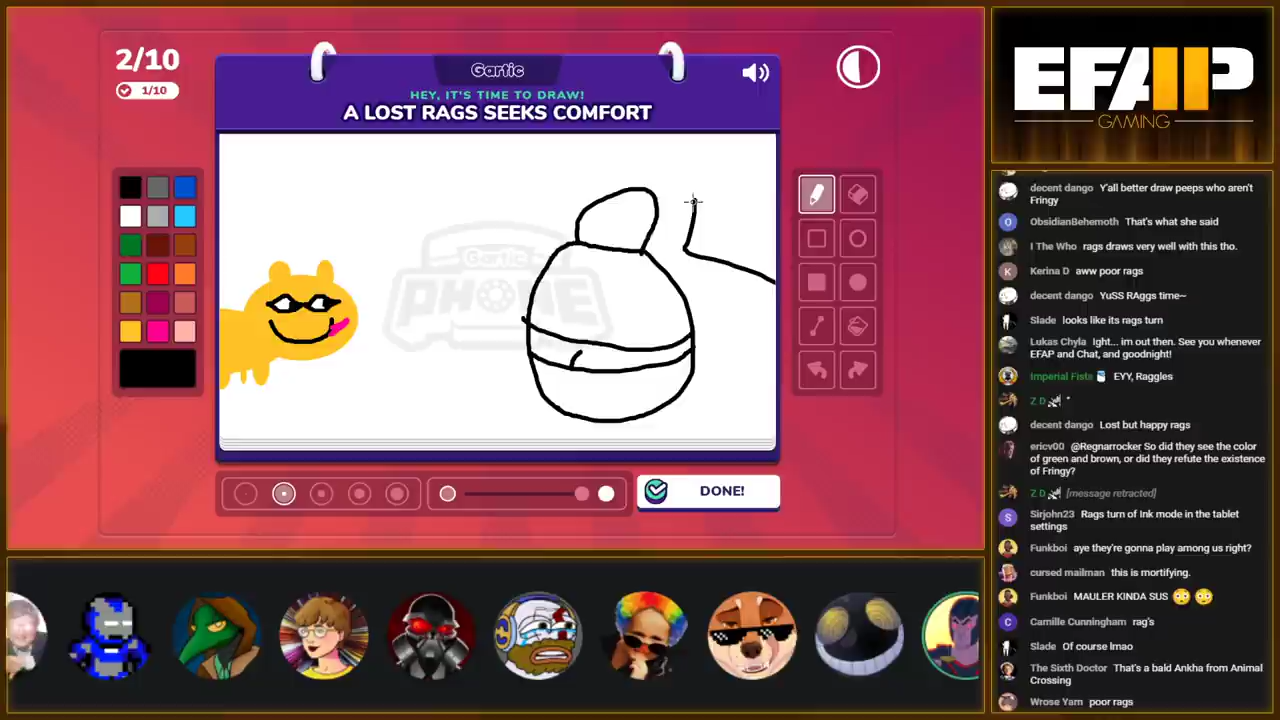 2/10
1/10
Gartic
HEY, IT'S TIME TO DRAW!
A LOST RAGS SEEKS COMFORT
Gartic
PHONE
DONE!
EFAP
GAMING
decent dango Y'all better draw peeps who aren't
Fringy
ObsidianBehemoth That's what she said
I The Who rags draws very well with this tho.
Kerina D aww poor rags
decent dango YuSS RAggs time~
Slade looks like its rags turn
Lukas Chyla Ight... im out then. See you whenever
EFAP and Chat, and goodnight!
Imperial Fists EYY, Raggles
Z D *
decent dango Lost but happy rags
ericv00 @Regnarrocker So did they see the color
of green and brown, or did they refute the existence
of Fringy?
Z D [message retracted]
Sirjohn23 Rags turn of Ink mode in the tablet
settings
Funkboi aye they're gonna play among us right?
cursed mailman this is mortifying.
Funkboi MAULER KINDA SUS 😳 😳
Camille Cunningham rag's
Slade Of course lmao
The Sixth Doctor That's a bald Ankha from Animal
Crossing
Wrose Yarn poor rags